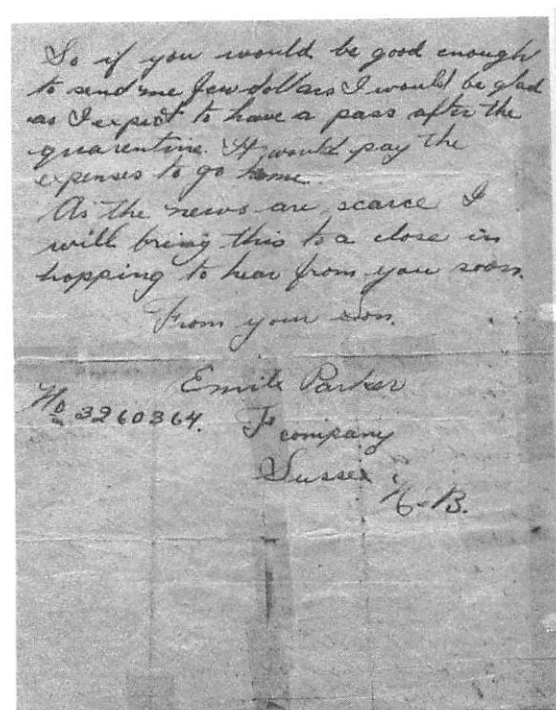 So if you would be good enough
to send me few dollars I would be glad
as I expect to have a pass after the
quarentine. It would pay the
expenses to go home.
As the news are scarce I
will bring this to a close in
hopping to hear from you soon.
From your Son.
Emile Parker
No 3260364.
F company
Sussex,
N-B.